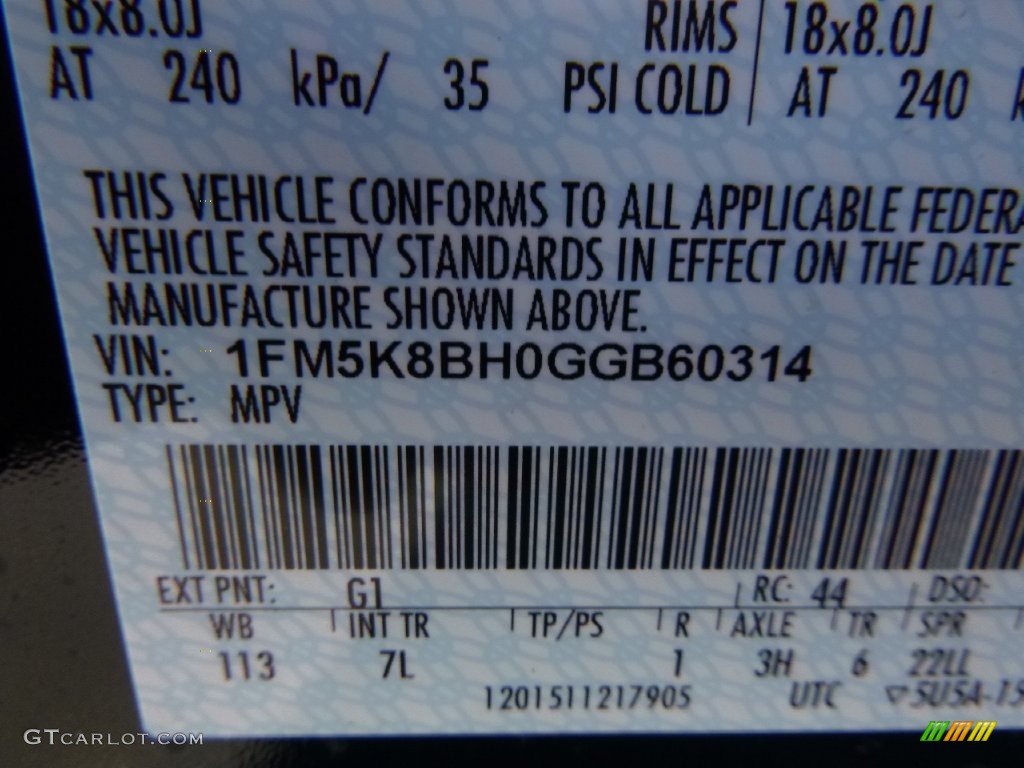 18x8.0J RIMS 18x8.0J
AT 240 kPa/ 35 PSI COLD AT 240
THIS VEHICLE CONFORMS TO ALL APPLICABLE FEDERA
VEHICLE SAFETY STANDARDS IN EFFECT ON THE DATE
MANUFACTURE SHOWN ABOVE.
VIN: 1FM5K8BH0GGB60314
TYPE: MPV
EXT PNT: G1 RC: 44 DSO:
WB INT TR TP/PS R AXLE TR SPR
113 7L 1 3H 6 22LL
1201511217905 UTC ▽SU5A-15
GTCARLOT.COM